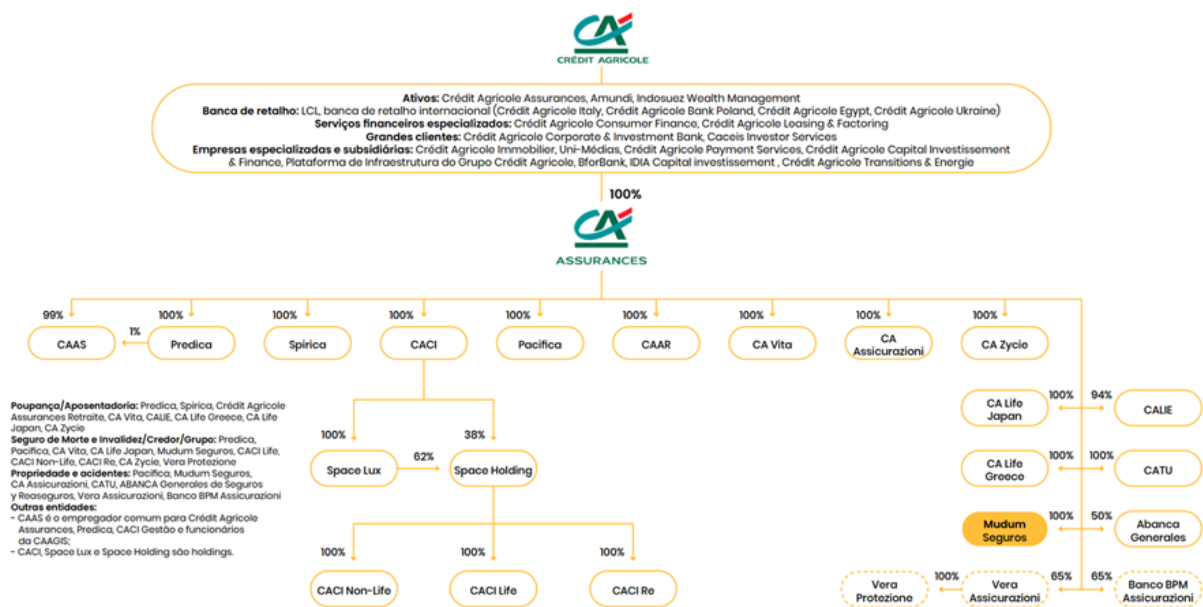 CRÉDIT AGRICOLE
Ativos: Crédit Agricole Assurances, Amundi, Indosuez Wealth Management
Banca de retalho: LCL, banca de retalho internacional (Crédit Agricole Italy, Crédit Agricole Bank Poland, Crédit Agricole Egypt, Crédit Agricole Ukraine)
Serviços financeiros especializados: Crédit Agricole Consumer Finance, Crédit Agricole Leasing & Factoring
Grandes clientes: Crédit Agricole Corporate & Investment Bank, Caceis Investor Services
Empresas especializadas e subsidiárias: Crédit Agricole Immobilier, Uni-Médias, Crédit Agricole Payment Services, Crédit Agricole Capital Investissement
& Finance, Plataforma de Infraestrutura do Grupo Crédit Agricole, BforBank, IDIA Capital investissement , Crédit Agricole Transitions & Energie
100%
ASSURANCES
99% 100% 100% 100% 100% 100% 100% 100% 100%
CAAS 1% Predica Spirica CACI Pacifica CAAR CA Vita CA Assicurazioni CA Zycie
Poupança/Aposentadoria: Predica, Spirica, Crédit Agricole
Assurances Retraite, CA Vita, CALIE, CA Life Greece, CA Life
Japan, CA Zycie
Seguro de Morte e Invalidez/Credor/Grupo: Predica,
Pacifica, CA Vita, CA Life Japan, Mudum Seguros, CACI Life,
CACI Non-Life, CACI Re, CA Zycie, Vera Protezione
Propriedade e acidentes: Pacifica, Mudum Seguros,
CA Assicurazioni, CATU, ABANCA Generales de Seguros
y Reaseguros, Vera Assicurazioni, Banco BPM Assicurazioni
Outras entidades:
- CAAS é o empregador comum para Crédit Agricole
Assurances, Predica, CACI Gestão e funcionários
da CAAGIS;
- CACI, Space Lux e Space Holding são holdings.
100% 38%
Space Lux 62% Space Holding
100% 100% 100%
CACI Non-Life CACI Life CACI Re
CA Life
Japan
100% 94%
CALIE
CA Life
Greece
100% 100%
CATU
Mudum
Seguros
100% 50%
Abanca
Generales
Vera
Protezione
100%
Vera
Assicurazioni
65% 65%
Banco BPM
Assicurazioni